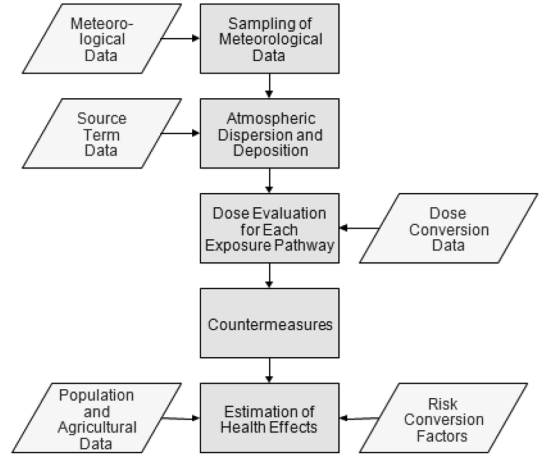 Meteoro-
logical
Data
Sampling of
Meteorological
Data
Source
Term
Data
Atmospheric
Dispersion and
Deposition
Dose Evaluation
for Each
Exposure Pathway
Dose
Conversion
Data
Countermeasures
Population
and
Agricultural
Data
Estimation of
Health Effects
Risk
Conversion
Factors